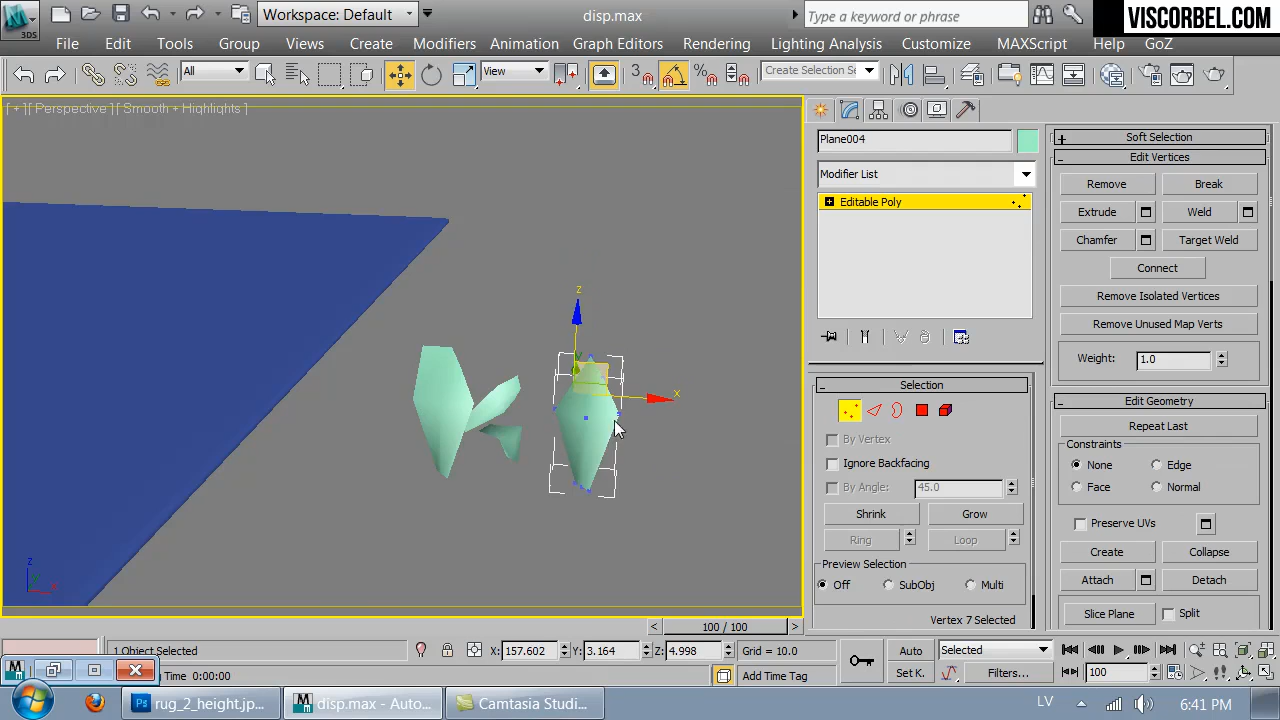 Workspace: Default
disp.max
Type a keyword or phrase
VISCORBEL.COM
3DS
File Edit Tools Group Views Create Modifiers Animation Graph Editors Rendering Lighting Analysis Customize MAXScript Help GoZ
All
View
3
Create Selection Se
[ + ][ Perspective ][ Smooth + Highlights ]
Plane004
Modifier List
Editable Poly
Soft Selection
Edit Vertices
Remove Break
Extrude Weld
Chamfer Target Weld
Connect
Remove Isolated Vertices
Remove Unused Map Verts
Weight: 1.0
Selection
Edit Geometry
Repeat Last
Constraints
None Edge
Face Normal
By Vertex
Ignore Backfacing
By Angle: 45.0
Shrink Grow
Ring Loop
Preview Selection
Off SubObj Multi
Vertex 7 Selected
Preserve UVs
Create Collapse
Attach Detach
Slice Plane Split
z
x
z
< 100 / 100 >
1 Object Selected
X: 157.602 Y: 3.164 Z: 4.998 Grid = 10.0
Auto Selected
Time 0:00:00
Add Time Tag
Set K. Filters... 100
rug_2_height.jp...
disp.max - Auto...
Camtasia Studi...
LV
6:41 PM